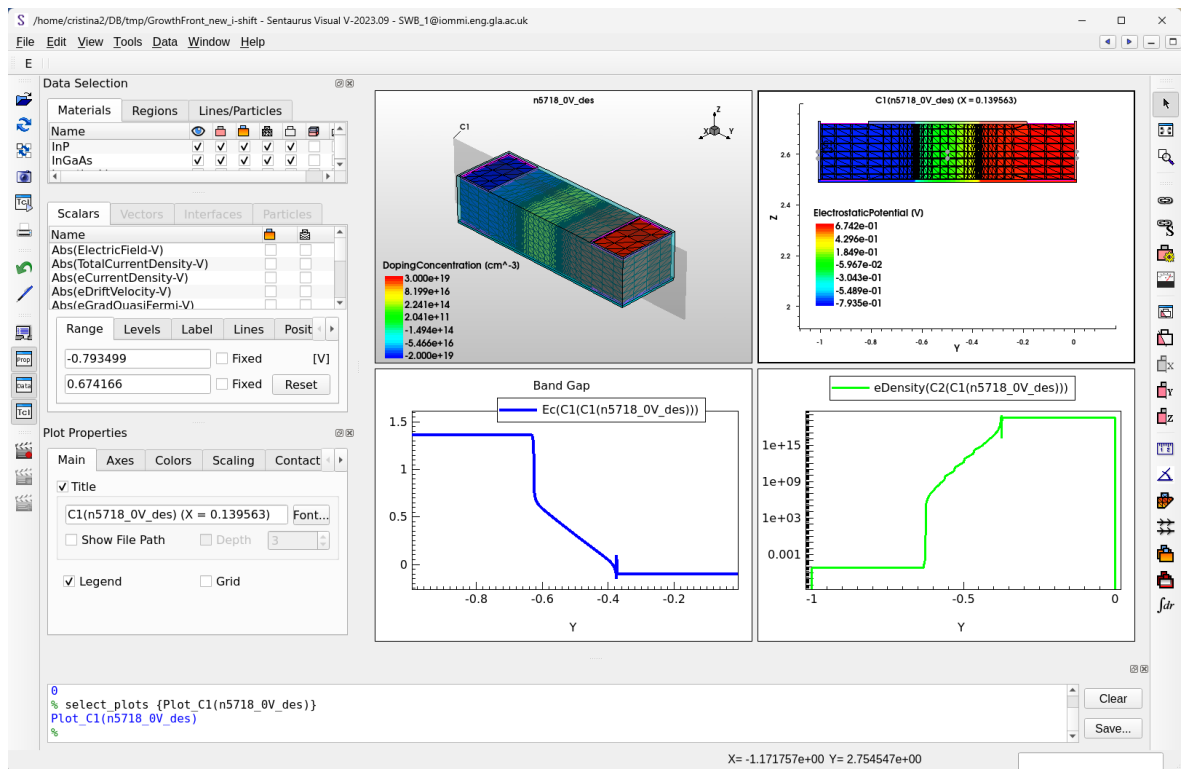 /home/cristina2/DB/tmp/GrowthFront_new_i-shift - Sentaurus Visual V-2023.09 - SWB_1@iommi.eng.gla.ac.uk
File Edit View Tools Data Window Help
E
Data Selection
Materials Regions Lines/Particles
Name
InP
InGaAs
Scalars Vectors Interfaces Particles
Name
Abs(ElectricField-V)
Abs(TotalCurrentDensity-V)
Abs(eCurrentDensity-V)
Abs(eDriftVelocity-V)
Abs(eGradQuasiFermi-V)
Range Levels Label Lines Posit
-0.793499 Fixed [V]
0.674166 Fixed Reset
Plot Properties
Main Axes Colors Scaling Contact
Title
C1(n5718_0V_des) (X = 0.139563) Font...
Show File Path Depth 3
Legend Grid
n5718_0V_des
C1
Z
X Y
DopingConcentration (cm^-3)
3.000e+19
8.199e+16
2.241e+14
2.041e+11
-1.494e+14
-5.466e+16
-2.000e+19
C1(n5718_0V_des) (X = 0.139563)
2.6
2.4
2.2
2
Z
ElectrostaticPotential (V)
6.742e-01
4.296e-01
1.849e-01
-5.967e-02
-3.043e-01
-5.489e-01
-7.935e-01
-1 -0.8 -0.6 -0.4 -0.2 0
Y
Band Gap
Ec(C1(C1(n5718_0V_des)))
1.5
1
0.5
0
-0.8 -0.6 -0.4 -0.2
Y
eDensity(C2(C1(n5718_0V_des)))
1e+15
1e+09
1e+03
0.001
-1 -0.5 0
Y
0
% select_plots {Plot_C1(n5718_0V_des)}
Plot_C1(n5718_0V_des)
%
Clear
Save...
X= -1.171757e+00 Y= 2.754547e+00
Tcl
Prop
Data
Tcl
S
X
Y
Z
∫dr